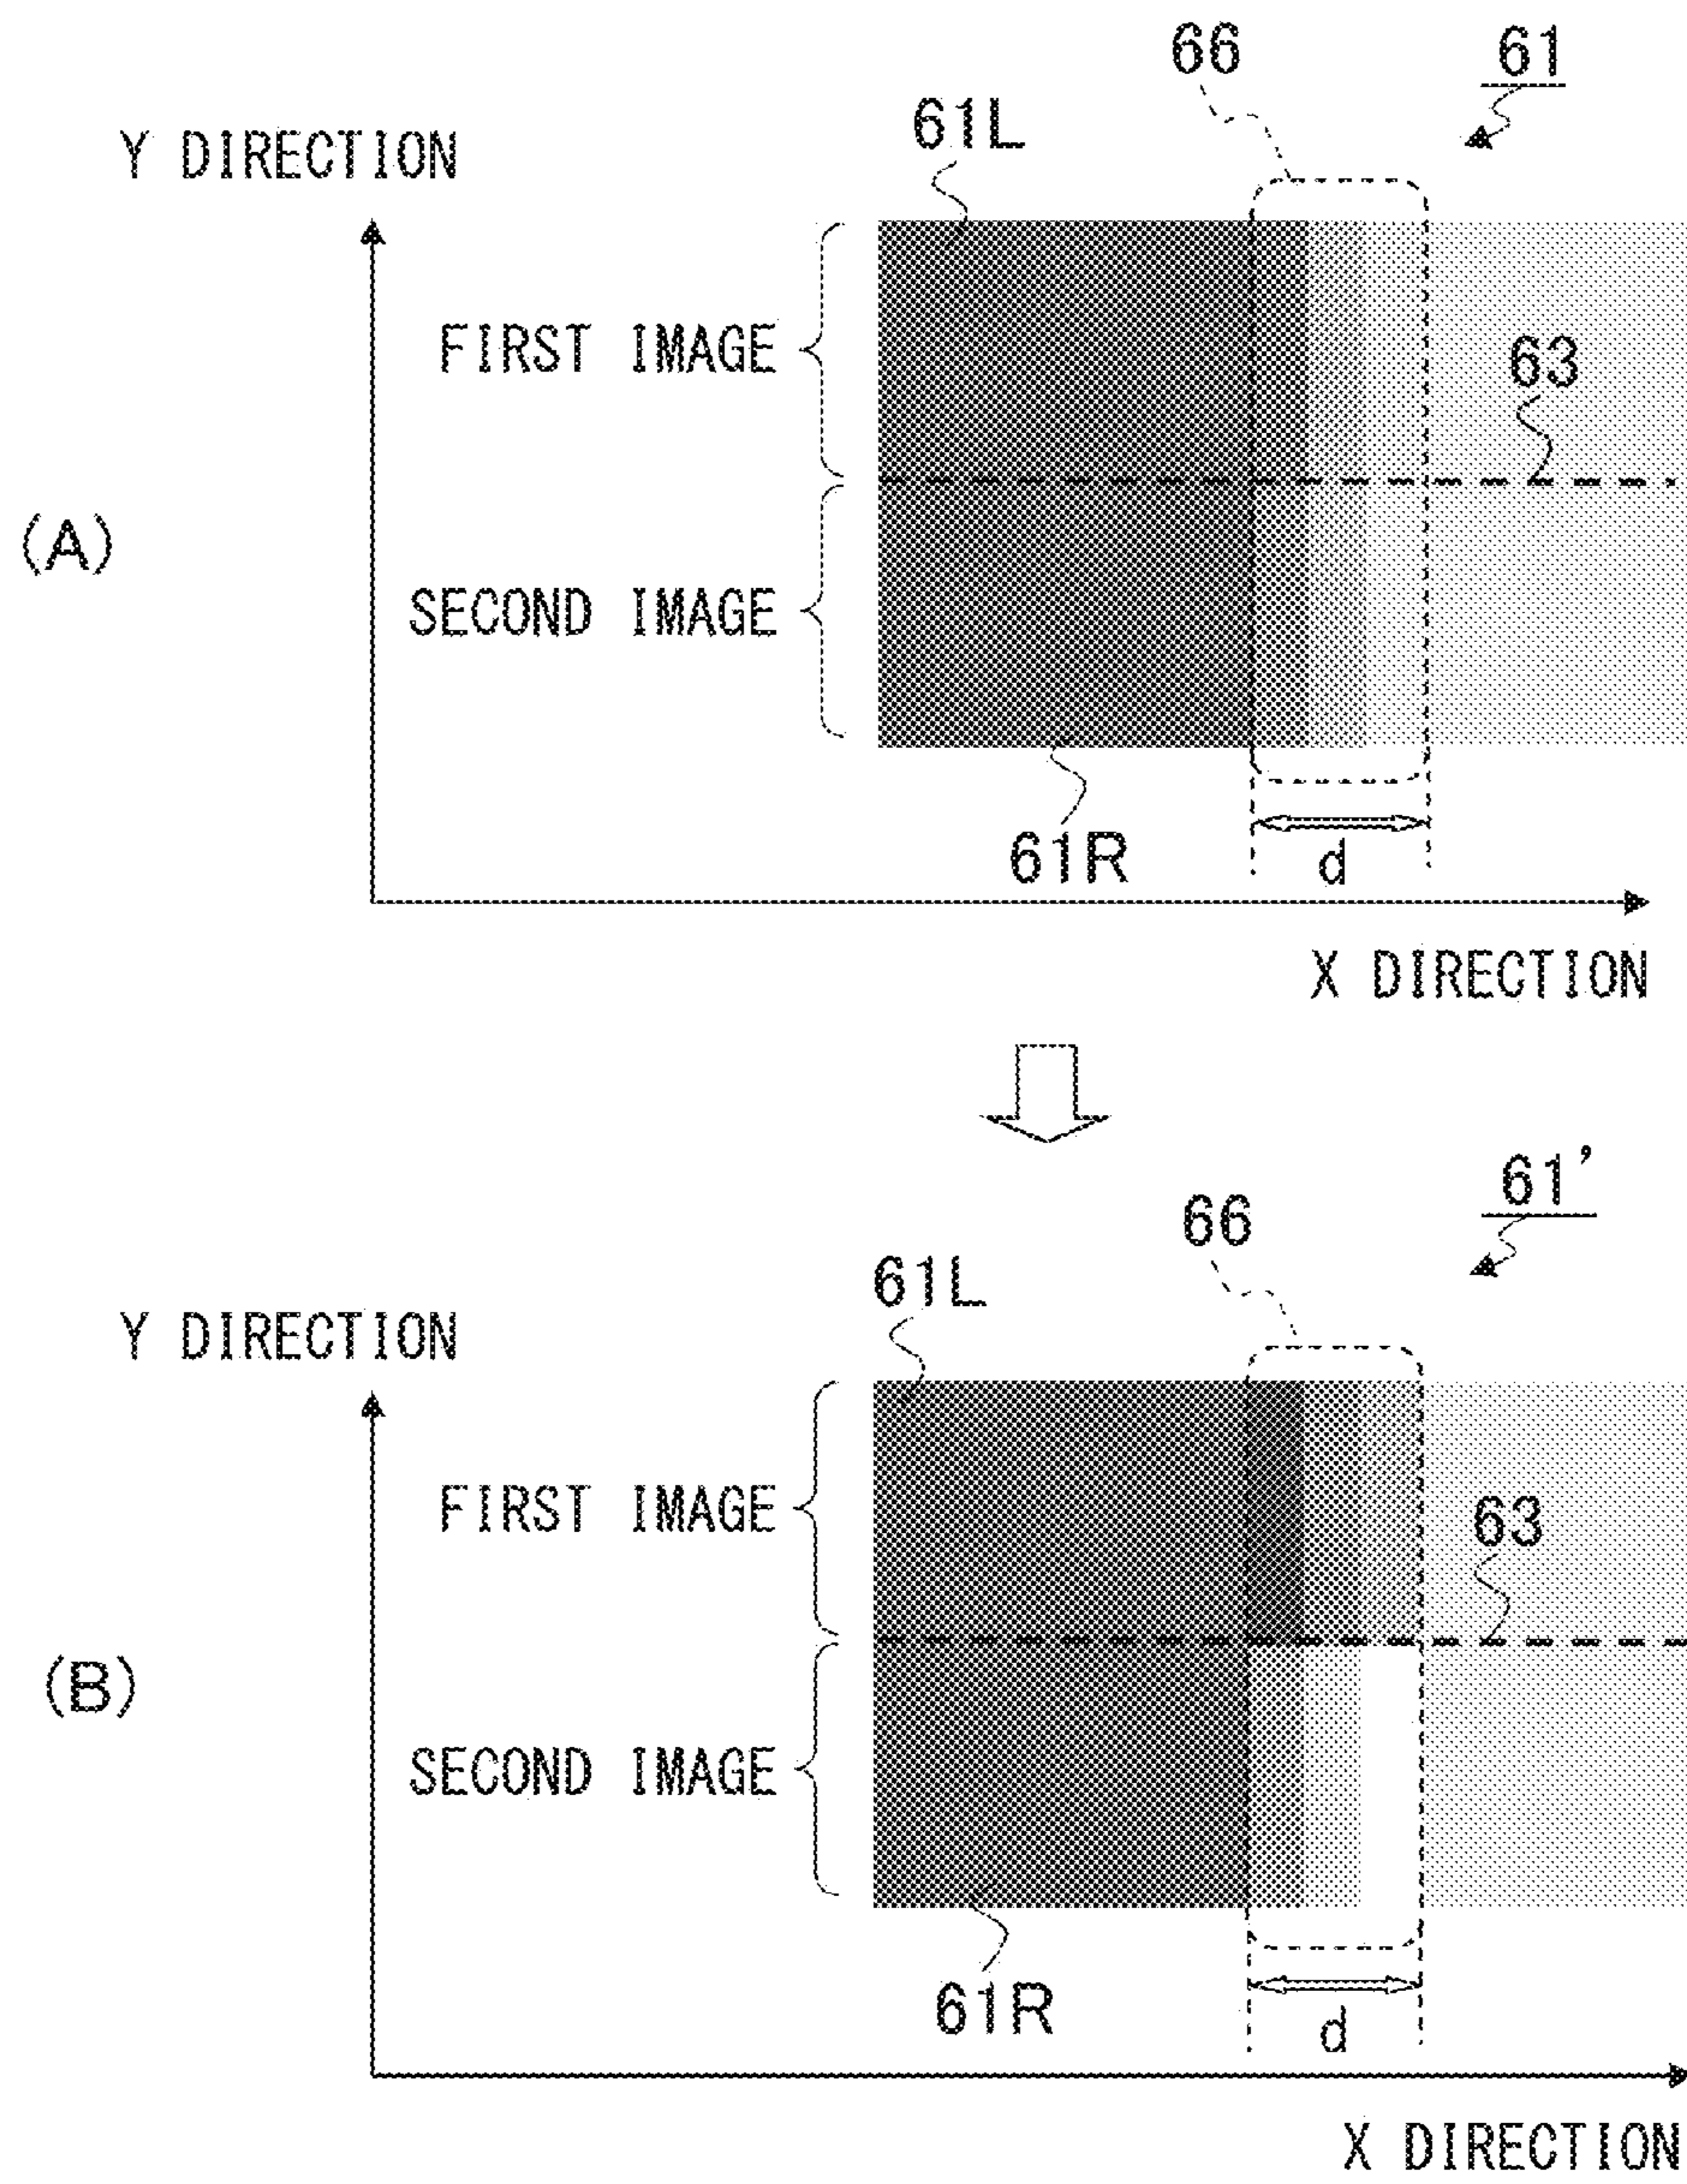 66
61
61L
Y DIRECTION
FIRST IMAGE
63
(A)
SECOND IMAGE
61R
d
X DIRECTION
61’
66
61L
Y DIRECTION
FIRST IMAGE
63
(B)
SECOND IMAGE
61R
d
X DIRECTION